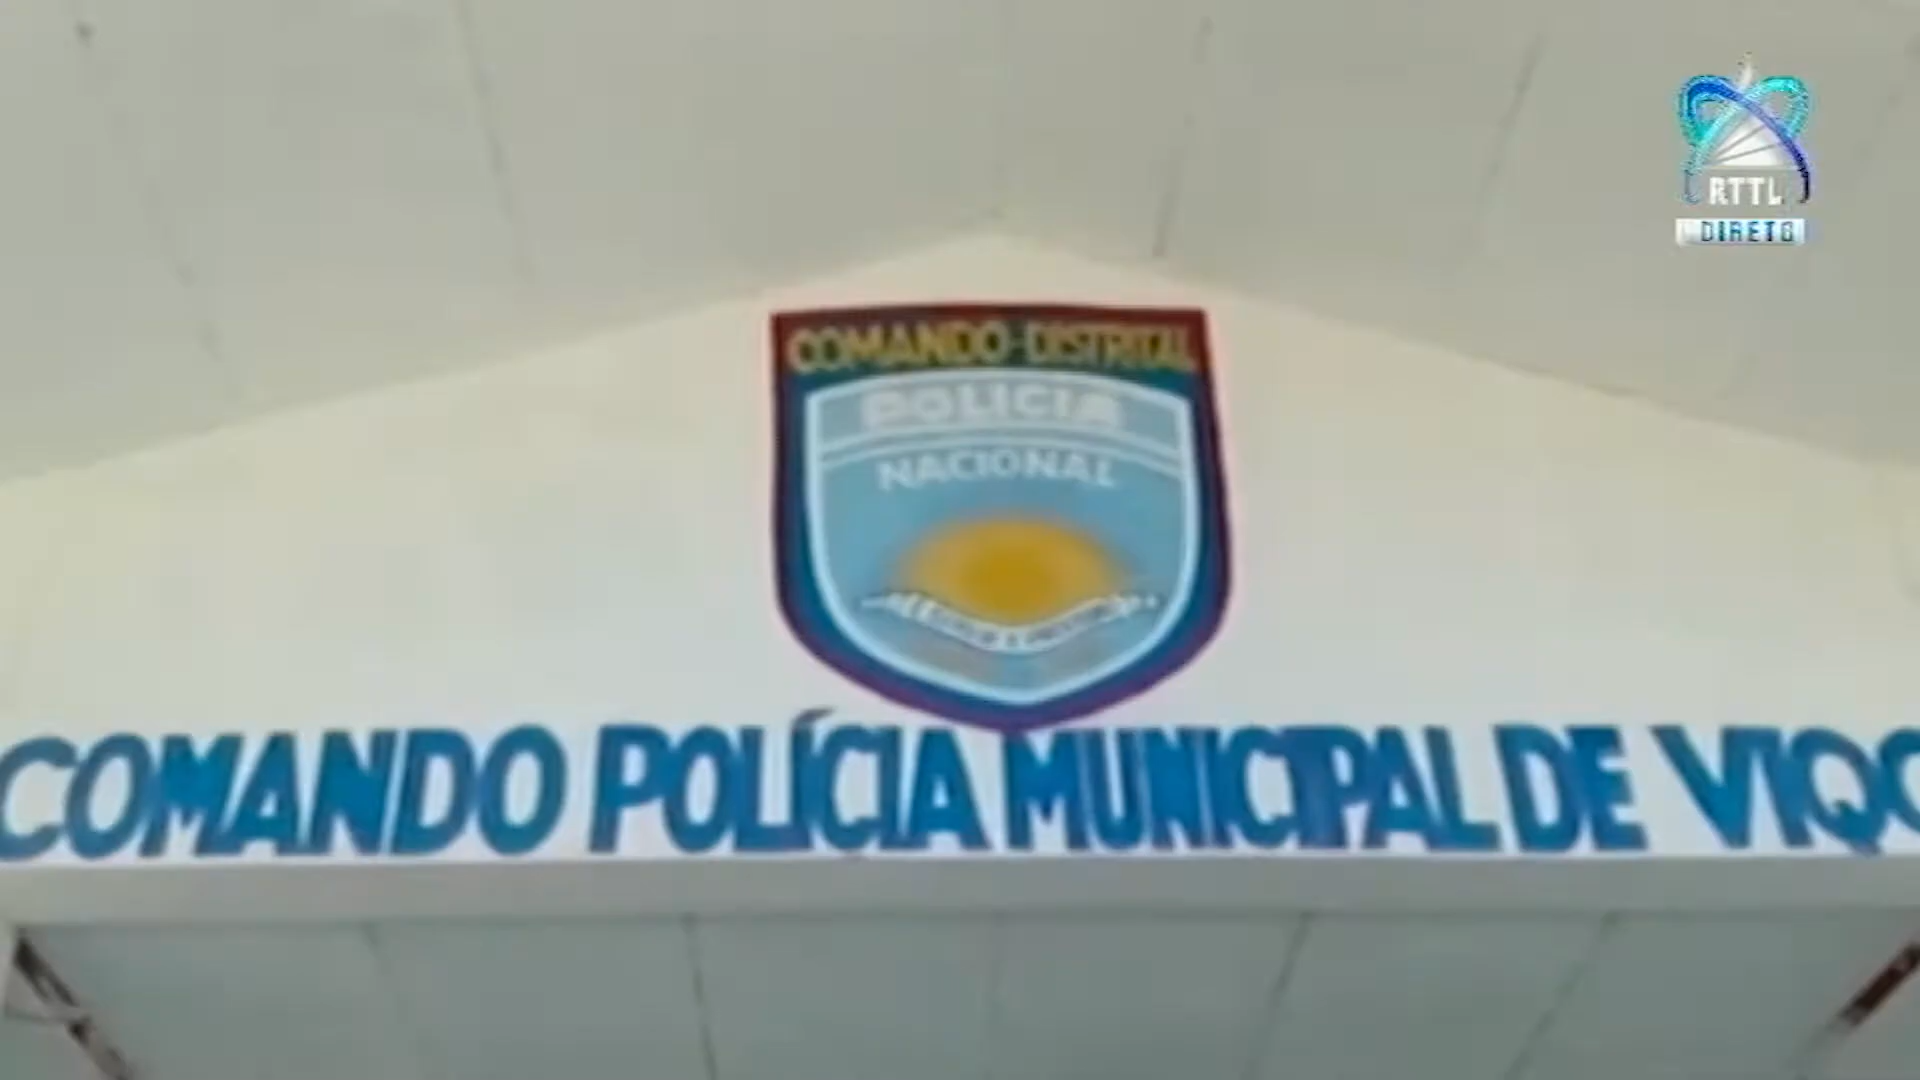 RTTL
DIRETO
COMANDO-DISTRITAL
POLICIA
NACIONAL
COMANDO POLÍCIA MUNICIPAL DE VIQ